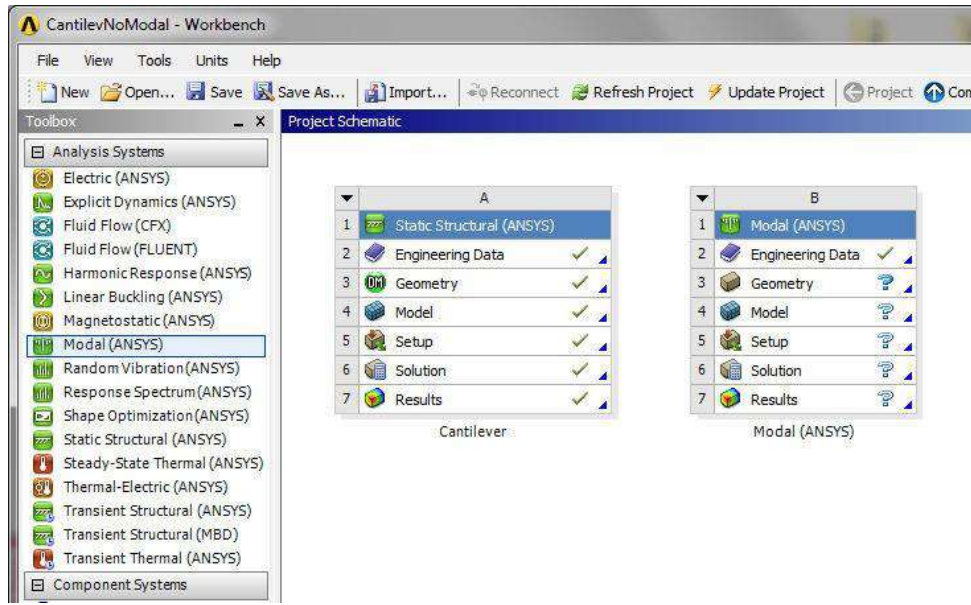 CantilevNoModal - Workbench
File View Tools Units Help
New Open... Save Save As... Import... Reconnect Refresh Project Update Project Project Com
Toolbox
Project Schematic
Analysis Systems
Electric (ANSYS)
Explicit Dynamics (ANSYS)
Fluid Flow (CFX)
Fluid Flow (FLUENT)
Harmonic Response (ANSYS)
Linear Buckling (ANSYS)
Magnetostatic (ANSYS)
Modal (ANSYS)
Random Vibration (ANSYS)
Response Spectrum (ANSYS)
Shape Optimization (ANSYS)
Static Structural (ANSYS)
Steady-State Thermal (ANSYS)
Thermal-Electric (ANSYS)
Transient Structural (ANSYS)
Transient Structural (MBD)
Transient Thermal (ANSYS)
Component Systems
A
1 Static Structural (ANSYS)
2 Engineering Data
3 DM Geometry
4 Model
5 Setup
6 Solution
7 Results
Cantilever
B
1 Modal (ANSYS)
2 Engineering Data
3 Geometry ?
4 Model ?
5 Setup ?
6 Solution ?
7 Results ?
Modal (ANSYS)